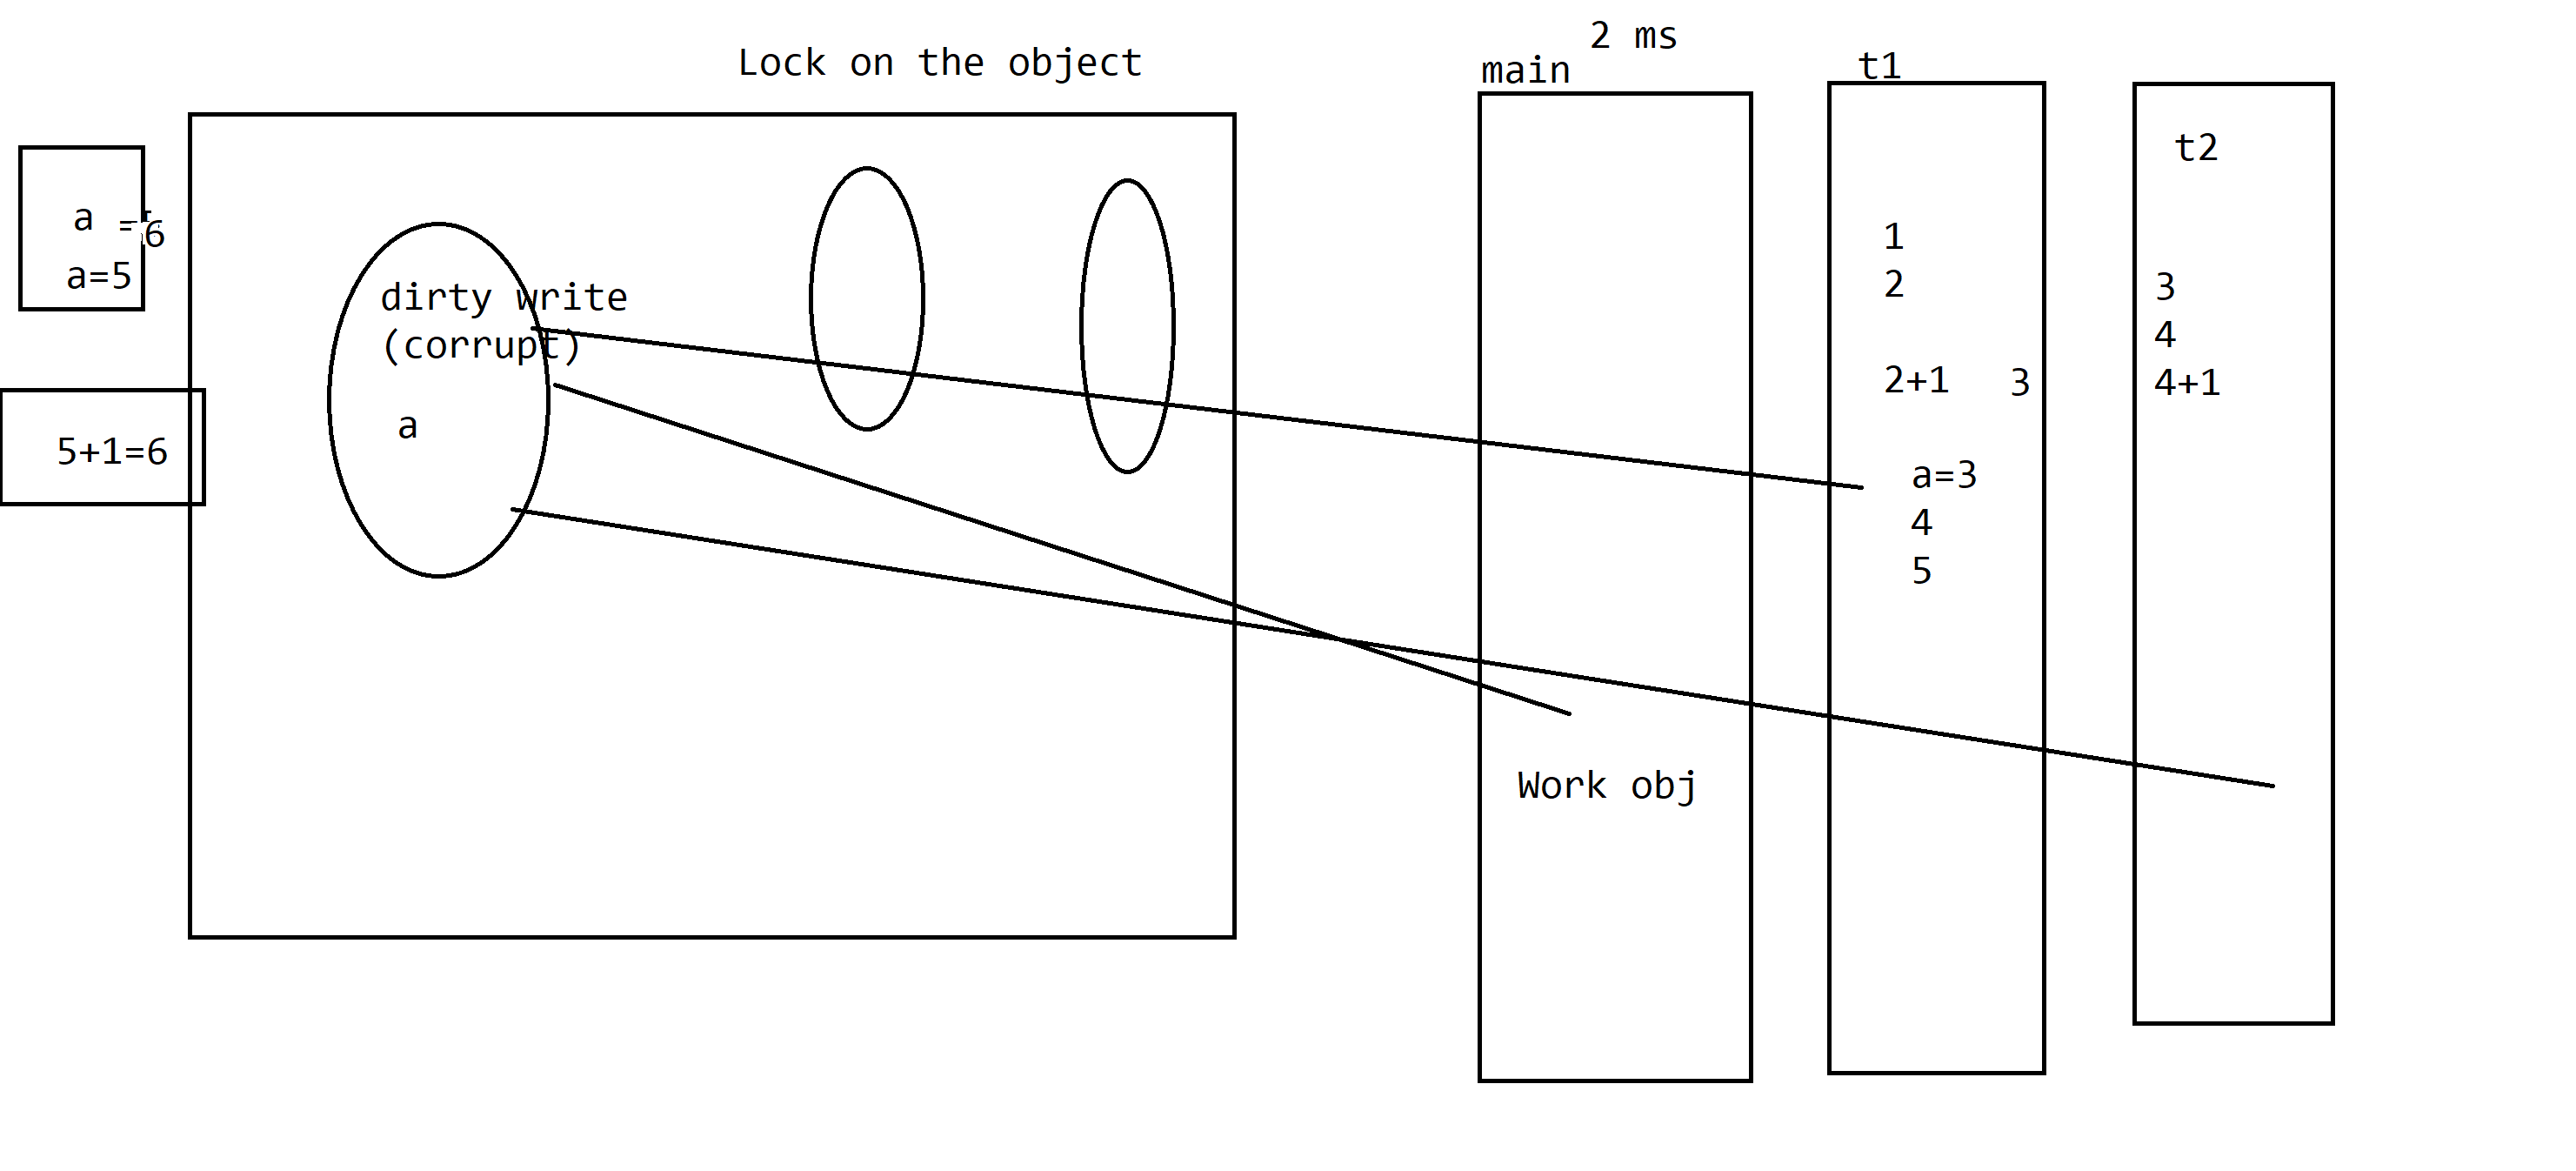 Lock on the object
2 ms
main
t1
t2
a =6
a=5
5+1=6
dirty write
(corrupt)
a
Work obj
1
2
2+1 3
a=3
4
5
3
4
4+1